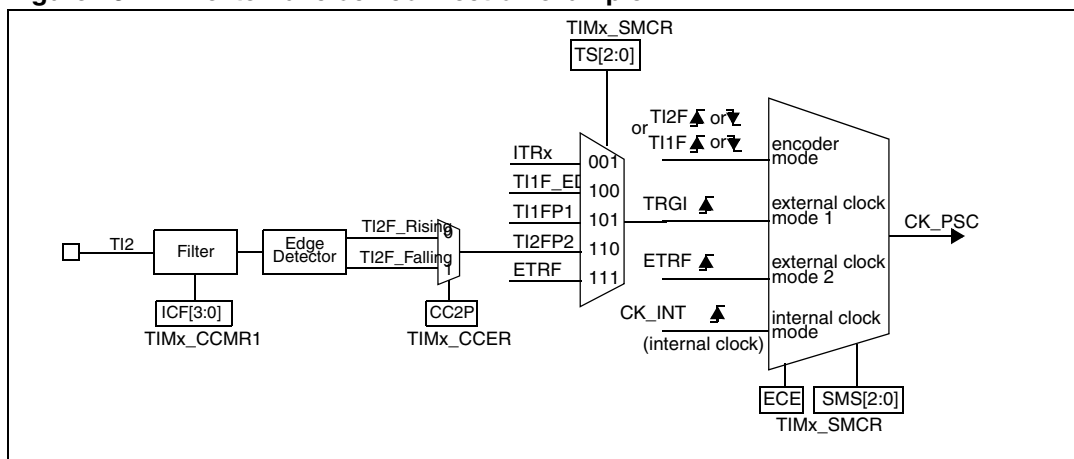 TIMx_SMCR
TS[2:0]
or TI2F or
TI1F or
encoder
mode
ITRx
001
TI1F_ED
100
TI1FP1
101
TI2FP2
110
ETRF
111
TRGI
external clock
mode 1
CK_PSC
ETRF
external clock
mode 2
CK_INT
(internal clock)
internal clock
mode
TI2
Filter
Edge
Detector
TI2F_Rising
0
TI2F_Falling
1
ICF[3:0]
TIMx_CCMR1
CC2P
TIMx_CCER
ECE
SMS[2:0]
TIMx_SMCR